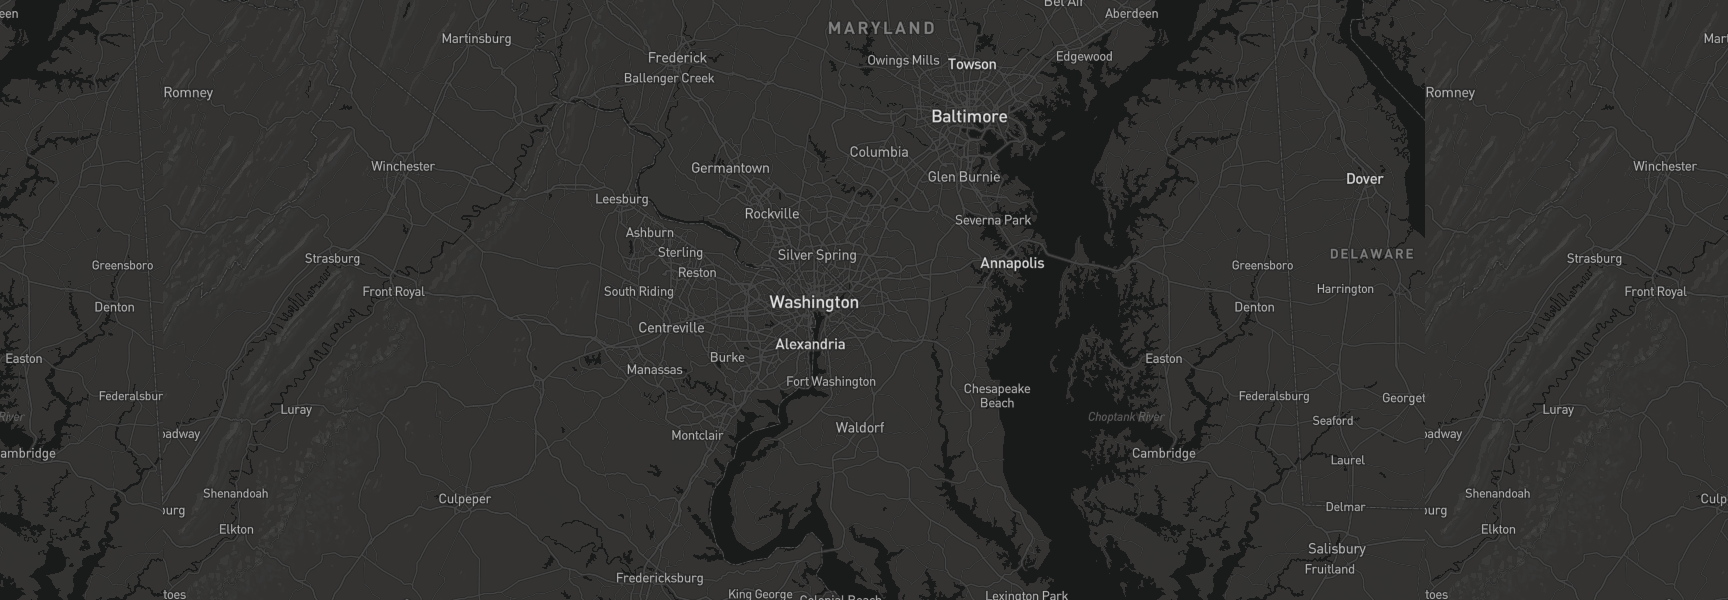 Bel Air
een
Aberdeen
MARYLAND
Martinsburg
Mart
Frederick
Edgewood
Owings Mills
Towson
Ballenger Creek
Romney
Romney
Baltimore
Columbia
Winchester
Winchester
Germantown
Glen Burnie
Dover
Leesburg
Rockville
Severna Park
Ashburn
Sterling
Silver Spring
DELAWARE
Strasburg
Strasburg
Annapolis
Greensboro
Greensboro
Reston
Front Royal
South Riding
Harrington
Front Royal
Washington
Denton
Denton
Centreville
Alexandria
Easton
Burke
Easton
Manassas
Fort Washington
Chesapeake
Beach
Federalsbur
Federalsburg
Georget
Luray
Luray
River
Choptank River
Seaford
Waldorf
oadway
Montclair
oadway
ambridge
Cambridge
Laurel
Shenandoah
Shenandoah
Culpeper
Culp
Delmar
burg
burg
Elkton
Elkton
Salisbury
Fruitland
Fredericksburg
toes
King George
Colonial Beach
Lexington Park
toes